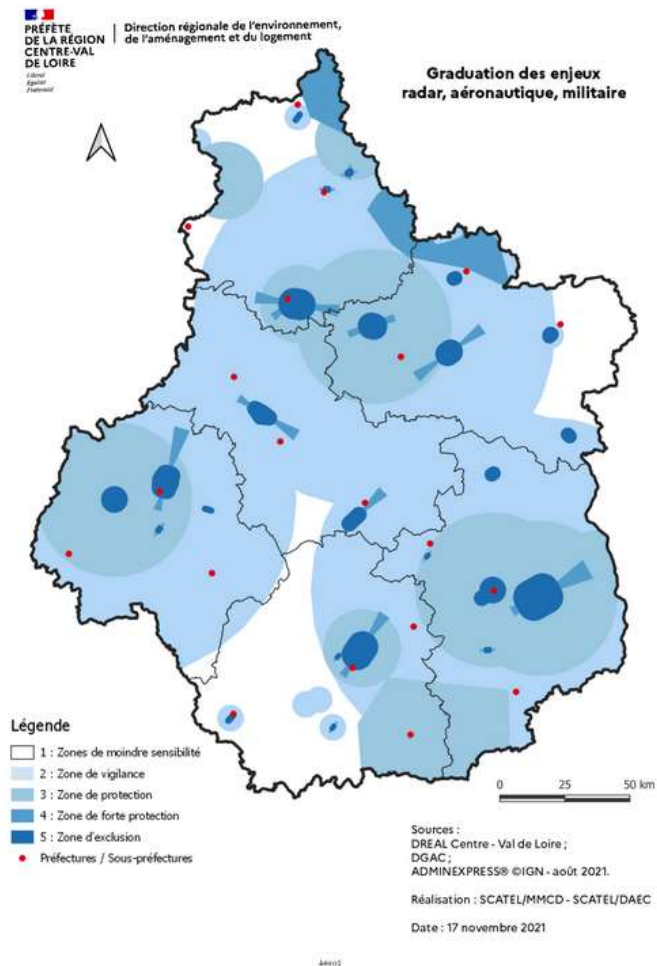 PRÉFÈTE
DE LA RÉGION
CENTRE-VAL
DE LOIRE
Liberté
Égalité
Fraternité
Direction régionale de l'environnement,
de l'aménagement et du logement
Graduation des enjeux
radar, aéronautique, militaire
Légende
1 : Zones de moindre sensibilité
2 : Zone de vigilance
3 : Zone de protection
4 : Zone de forte protection
5 : Zone d'exclusion
Préfectures / Sous-préfectures
0 25 50 km
Sources :
DREAL Centre - Val de Loire ;
DGAC ;
ADMINEXPRESS® ©IGN - août 2021.
Réalisation : SCATEL/MMCD - SCATEL/DAEC
Date : 17 novembre 2021